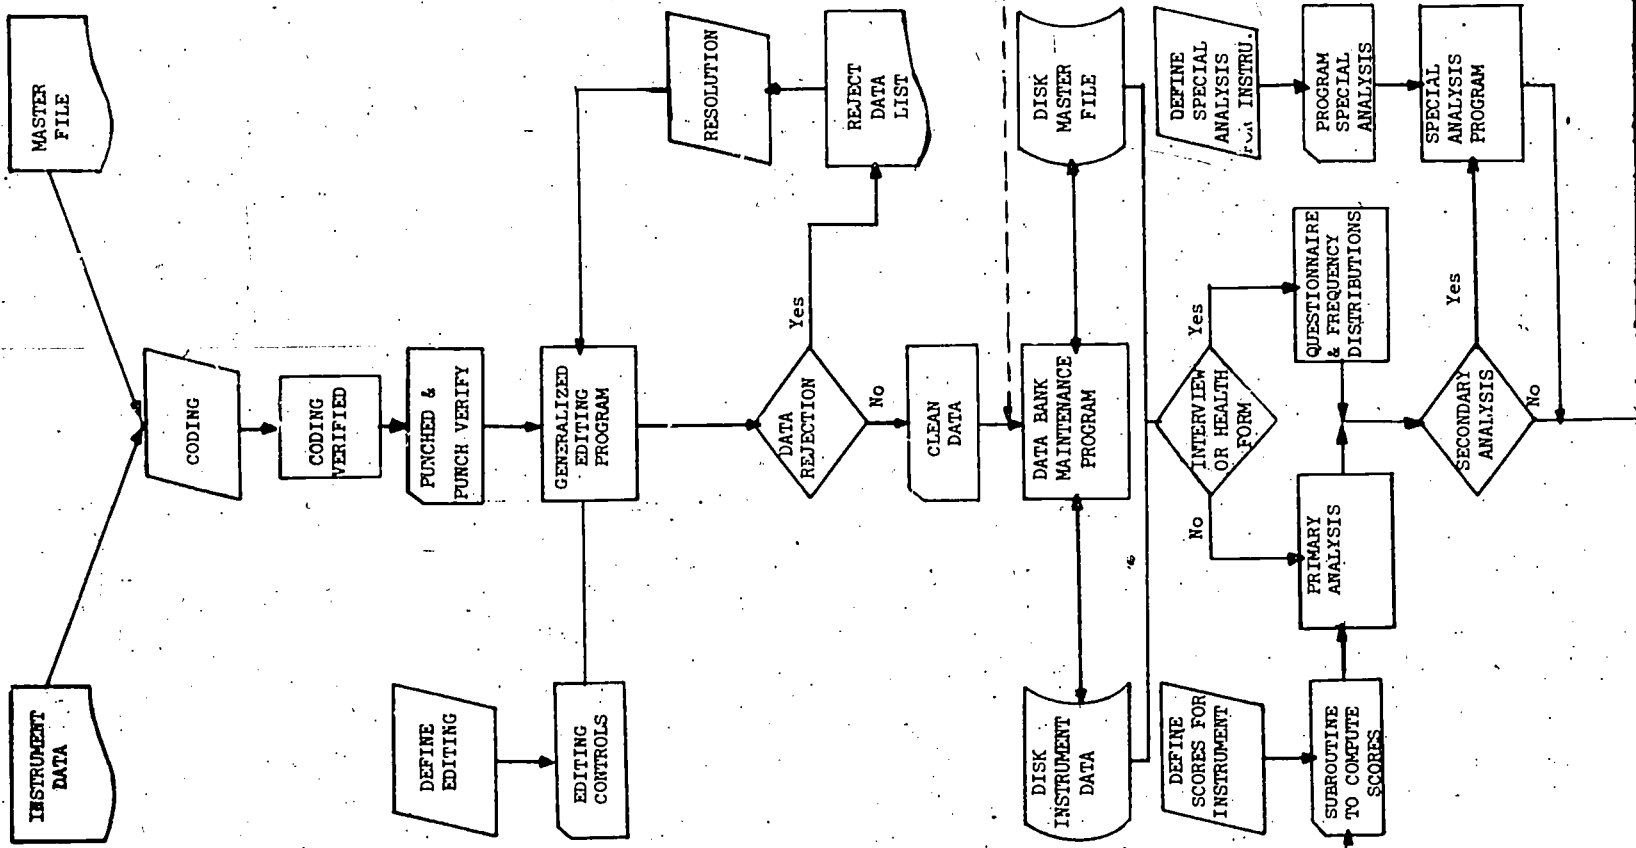 INSTRUMENT
DATA
MASTER
FILE
CODING
CODING
VERIFIED
DEFINE
EDITING
PUNCHED &
PUNCH VERIFY
EDITING
CONTROLS
GENERALIZED
EDITING
PROGRAM
RESOLUTION
DATA
REJECTION
Yes
No
REJECT
DATA
LIST
CLEAN
DATA
DISK
INSTRUMENT
DATA
DATA BANK
MAINTENANCE
PROGRAM
DISK
MASTER
FILE
DEFINE
SCORES FOR
INSTRUMENT
No
INTERVIEW
OR HEALTH
FORM
Yes
DEFINE
SPECIAL
ANALYSIS
INSTRU.
SUBROUTINE
TO COMPUTE
SCORES
PRIMARY
ANALYSIS
QUESTIONNAIRE
& FREQUENCY
DISTRIBUTIONS
PROGRAM
SPECIAL
ANALYSIS
SECONDARY
ANALYSIS
Yes
No
SPECIAL
ANALYSIS
PROGRAM